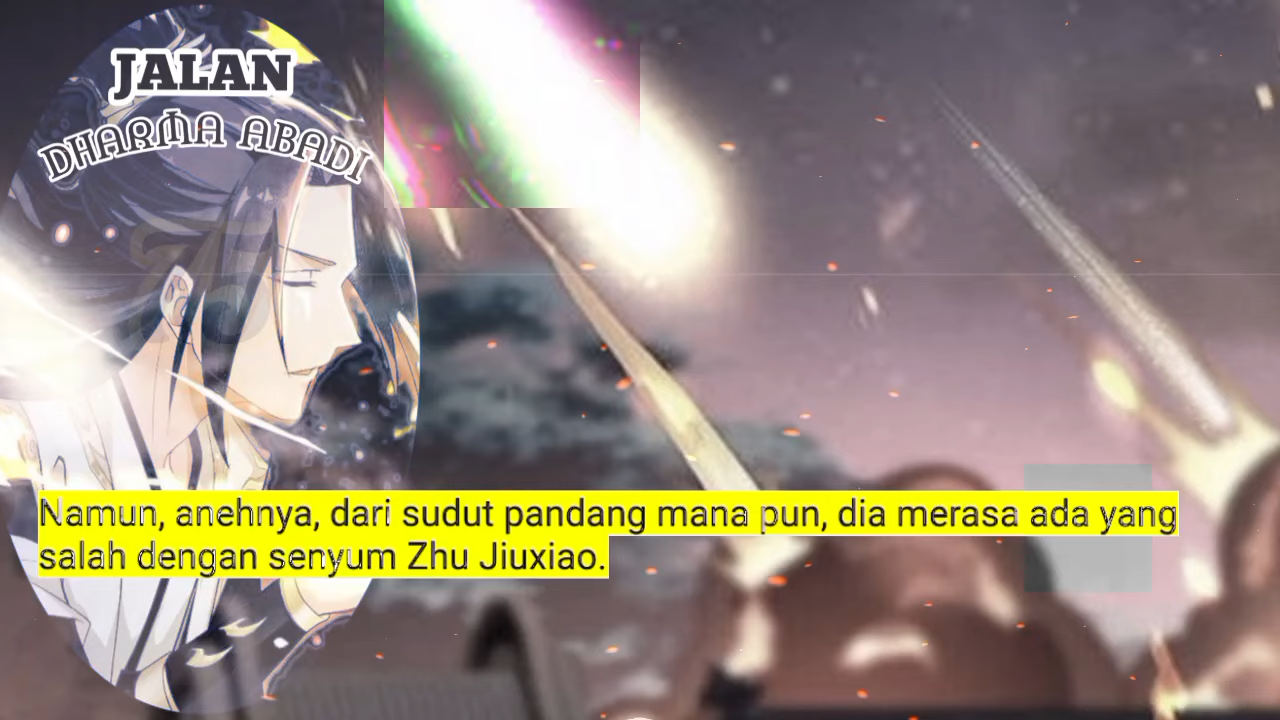 JALAN
DHARMA ABADI
Namun, anehnya, dari sudut pandang mana pun, dia merasa ada yang
salah dengan senyum Zhu Jiuxiao.